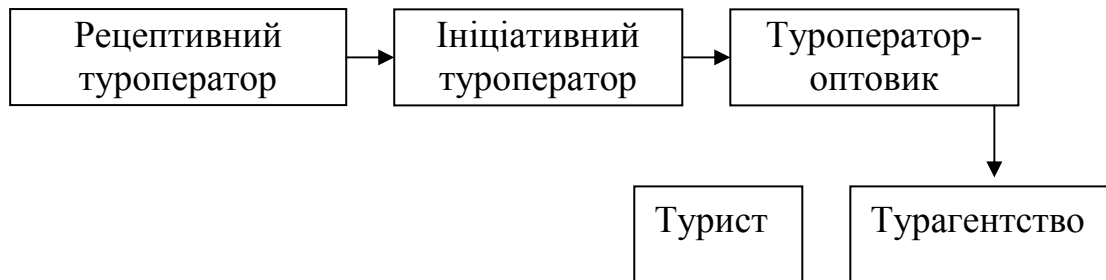 Рецептивний
туроператор
Ініціативний
туроператор
Туроператор-
оптовик
Турист
Турагентство